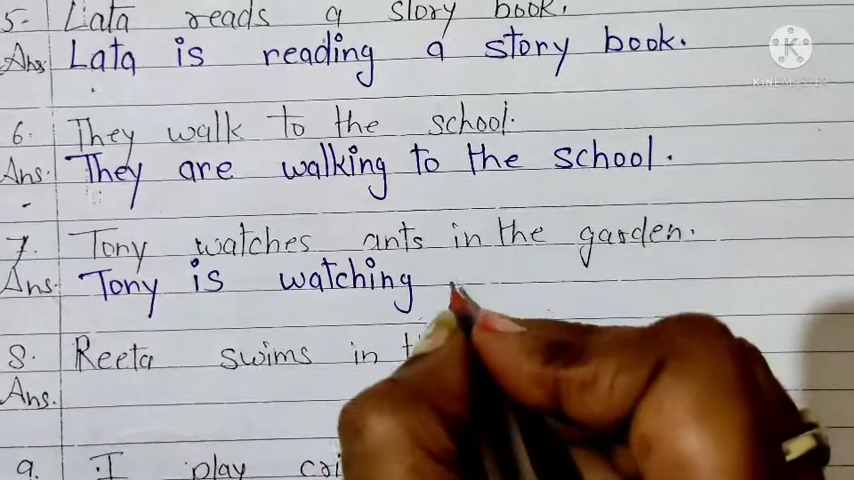 5- Lata reads a story book.
Ans Lata is reading a story book.
6. They walk to the school.
Ans. They are walking to the school.
7. Tony watches ants in the garden.
Ans. Tony is watching
8. Reeta swims in
Ans.
9. I play
K
KINEMASTER